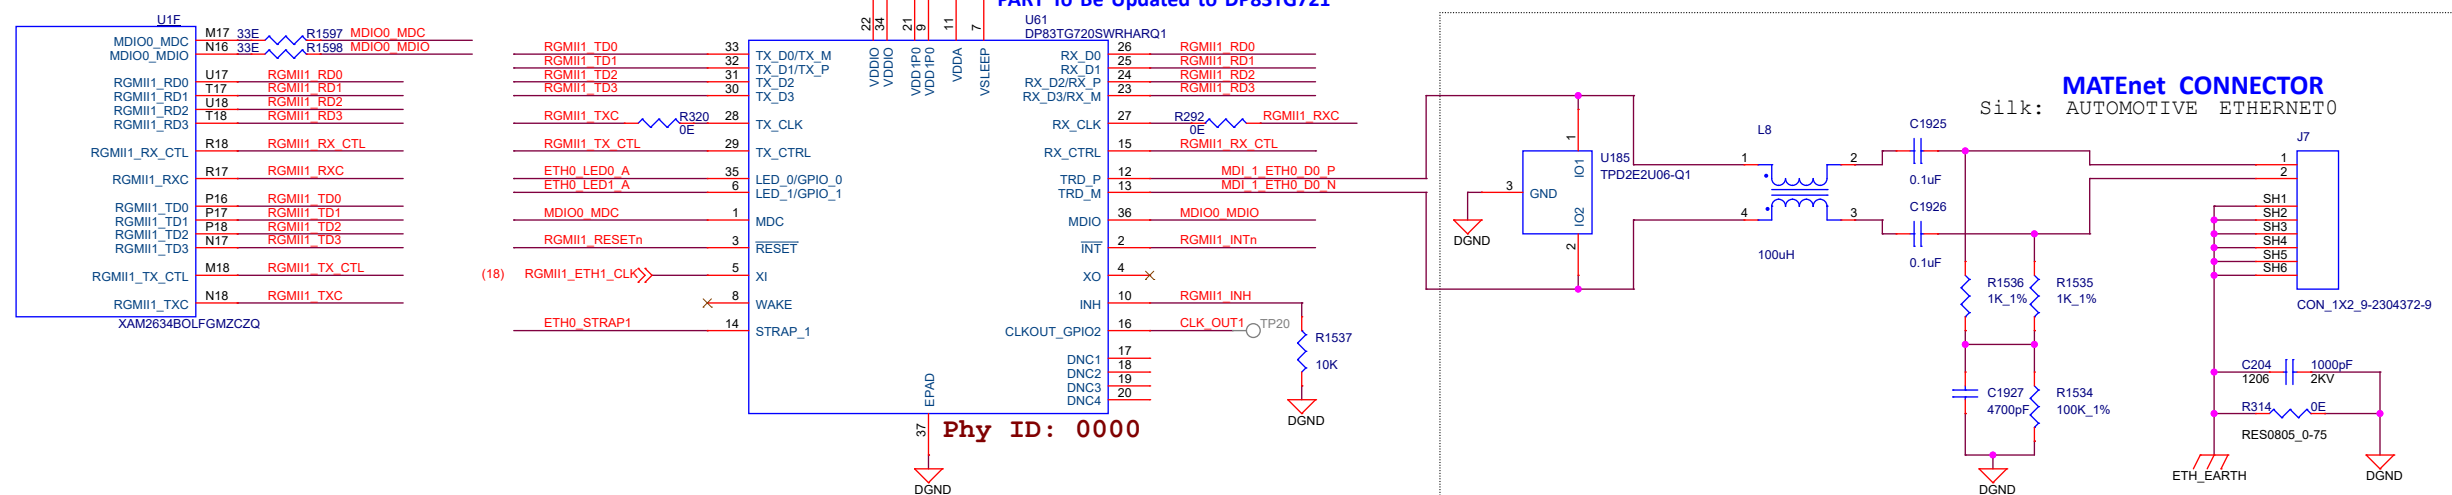 U1F
MDIO0_MDC M17 33E R1597 MDIO0_MDC
MDIO0_MDIO N16 33E R1598 MDIO0_MDIO
RGMII1_RD0 U17 RGMII1_RD0
RGMII1_RD1 T17 RGMII1_RD1
RGMII1_RD2 U18 RGMII1_RD2
RGMII1_RD3 T18 RGMII1_RD3
RGMII1_RX_CTL R18 RGMII1_RX_CTL
RGMII1_RXC R17 RGMII1_RXC
RGMII1_TD0 P16 RGMII1_TD0
RGMII1_TD1 P17 RGMII1_TD1
RGMII1_TD2 P18 RGMII1_TD2
RGMII1_TD3 N17 RGMII1_TD3
RGMII1_TX_CTL M18 RGMII1_TX_CTL
RGMII1_TXC N18 RGMII1_TXC
XAM2634BOLFGMZCZQ
PART To Be Updated to DP83TG721
U61
DP83TG720SWRHARQ1
22 34 21 9 11 7
VDDIO VDDIO VDD1P0 VDD1P0 VDDA VSLEEP
RGMII1_TD0 33 TX_D0/TX_M
RGMII1_TD1 32 TX_D1/TX_P
RGMII1_TD2 31 TX_D2
RGMII1_TD3 30 TX_D3
RGMII1_TXC R320 0E 28 TX_CLK
RGMII1_TX_CTL 29 TX_CTRL
ETH0_LED0_A 35 LED_0/GPIO_0
ETH0_LED1_A 6 LED_1/GPIO_1
MDIO0_MDC 1 MDC
RGMII1_RESETn 3 RESET
(18) RGMII1_ETH1_CLK 5 XI
8 WAKE
ETH0_STRAP1 14 STRAP_1
RX_D0 26 RGMII1_RD0
RX_D1 25 RGMII1_RD1
RX_D2/RX_P 24 RGMII1_RD2
RX_D3/RX_M 23 RGMII1_RD3
RX_CLK 27 R292 0E RGMII1_RXC
RX_CTRL 15 RGMII1_RX_CTL
TRD_P 12 MDI_1_ETH0_D0_P
TRD_M 13 MDI_1_ETH0_D0_N
MDIO 36 MDIO0_MDIO
INT 2 RGMII1_INTn
XO 4
INH 10 RGMII1_INH
CLKOUT_GPIO2 16 CLK_OUT1 TP20
R1537
10K
DGND
DNC1 17
DNC2 18
DNC3 19
DNC4 20
EPAD
37
Phy ID: 0000
DGND
U185
TPD2E2U06-Q1
1 IO1
3 GND
IO2 2
DGND
L8
1 2
4 3
100uH
C1925
0.1uF
C1926
0.1uF
R1536
1K_1%
R1535
1K_1%
C1927
4700pF
R1534
100K_1%
DGND
MATEnet CONNECTOR
Silk: AUTOMOTIVE ETHERNET0
J7
1
2
SH1
SH2
SH3
SH4
SH5
SH6
CON_1X2_9-2304372-9
C204 1000pF
1206 2KV
R314 0E
RES0805_0-75
ETH_EARTH
DGND